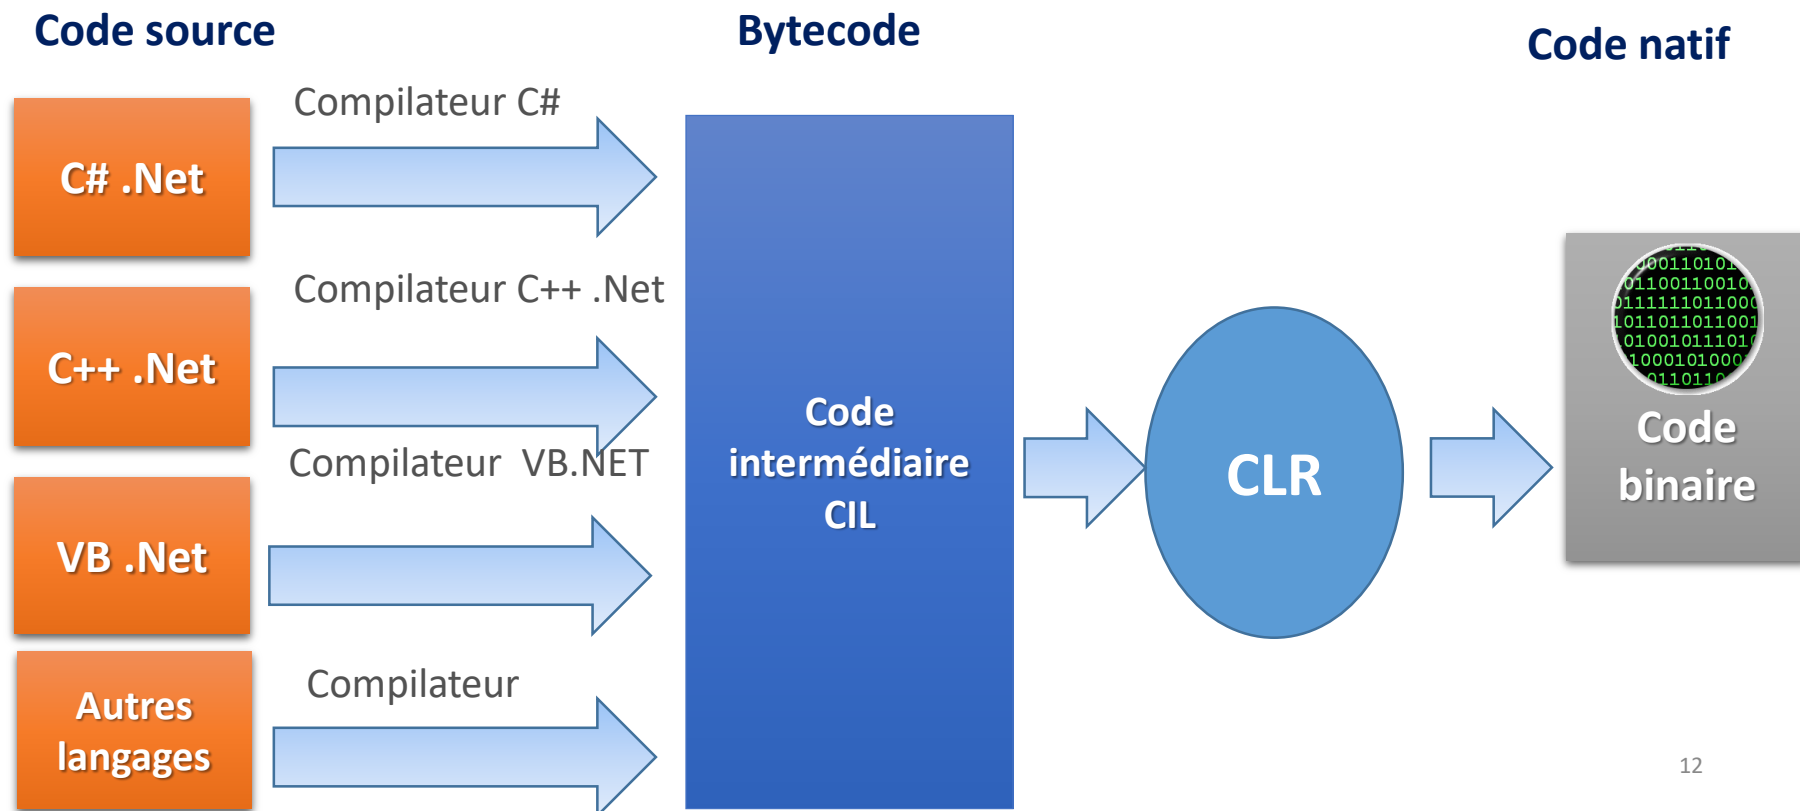 Code source
Bytecode
Code natif
Compilateur C#
C# .Net
Compilateur C++ .Net
C++ .Net
Compilateur VB.NET
VB .Net
Compilateur
Autres
langages
Code
intermédiaire
CIL
CLR
Code
binaire
12